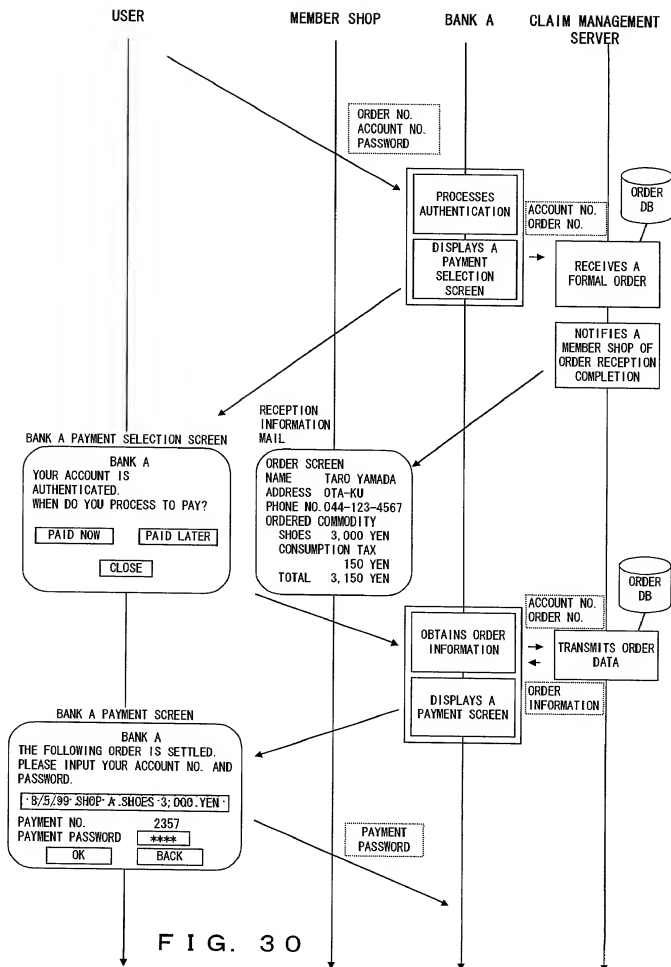 USER
MEMBER SHOP
BANK A
CLAIM MANAGEMENT
SERVER
ORDER NO.
ACCOUNT NO.
PASSWORD
PROCESSES
AUTHENTICATION
ACCOUNT NO.
ORDER NO.
ORDER
DB
DISPLAYS A
PAYMENT
SELECTION
SCREEN
RECEIVES A
FORMAL ORDER
NOTIFIES A
MEMBER SHOP OF
ORDER RECEPTION
COMPLETION
BANK A PAYMENT SELECTION SCREEN
BANK A
YOUR ACCOUNT IS
AUTHENTICATED.
WHEN DO YOU PROCESS TO PAY?
PAID NOW
PAID LATER
CLOSE
RECEPTION
INFORMATION
MAIL
ORDER SCREEN
NAME TARO YAMADA
ADDRESS OTA-KU
PHONE NO. 044-123-4567
ORDERED COMMODITY
SHOES 3,000 YEN
CONSUMPTION TAX
150 YEN
TOTAL 3,150 YEN
OBTAINS ORDER
INFORMATION
ACCOUNT NO.
ORDER NO.
ORDER
DB
TRANSMITS ORDER
DATA
DISPLAYS A
PAYMENT SCREEN
ORDER
INFORMATION
BANK A PAYMENT SCREEN
BANK A
THE FOLLOWING ORDER IS SETTLED.
PLEASE INPUT YOUR ACCOUNT NO. AND
PASSWORD.
8/5/99 SHOP A SHOES 3,000 YEN
PAYMENT NO. 2357
PAYMENT PASSWORD ****
OK
BACK
PAYMENT
PASSWORD
FIG. 30